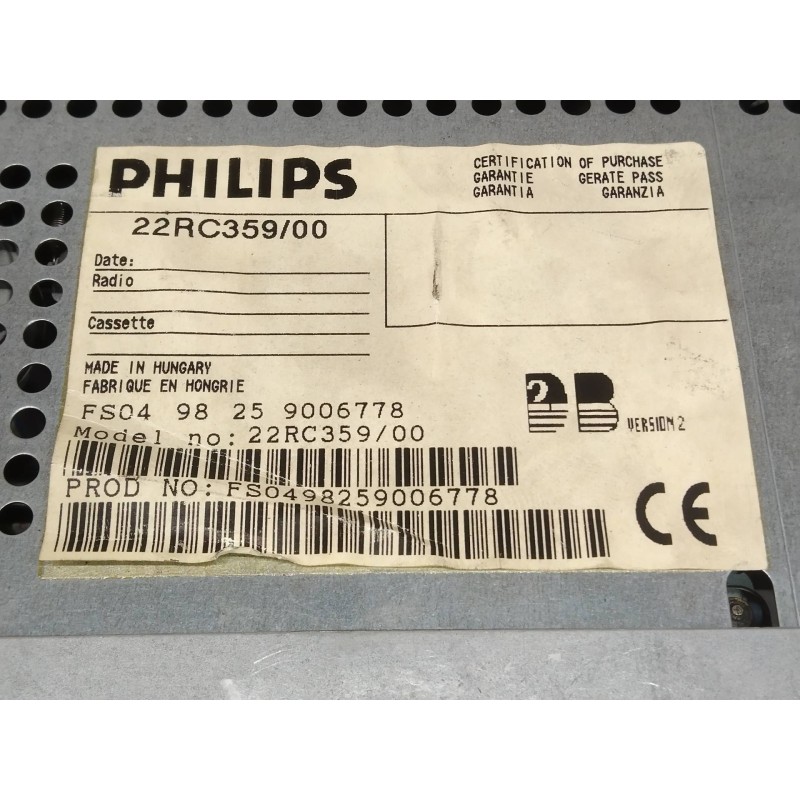 PHILIPS
CERTIFICATION OF PURCHASE
GARANTIE GERATE PASS
GARANTIA GARANZIA
22RC359/00
Date:
Radio
Cassette
MADE IN HUNGARY
FABRIQUE EN HONGRIE
FS04 98 25 9006778
VERSION 2
Model no: 22RC359/00
PROD NO: FS0498259006778
CE